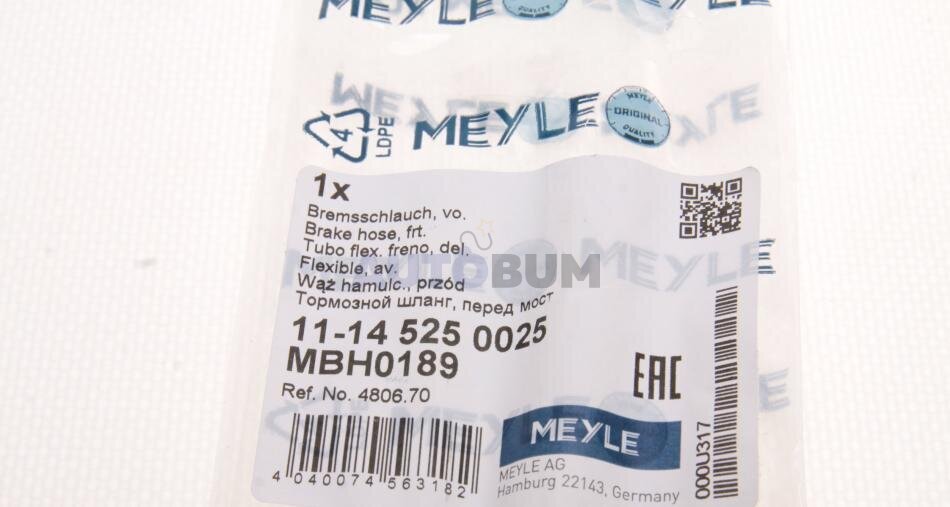 MEYLE
4
LDPE
MEYLE
MEYLE
ORIGINAL
QUALITY
1x
Bremsschlauch, vo.
Brake hose, frt.
Tubo flex. freno, del.
Flexible, av.
Wąż hamulc., przód
Тормозной шланг, перед мост
AUTOBUM
MEYLE
11-14 525 0025
MBH0189
Ref. No. 4806.70
EAC
MEYLE
MEYLE AG
Hamburg 22143, Germany
4 040074 563182
000U317